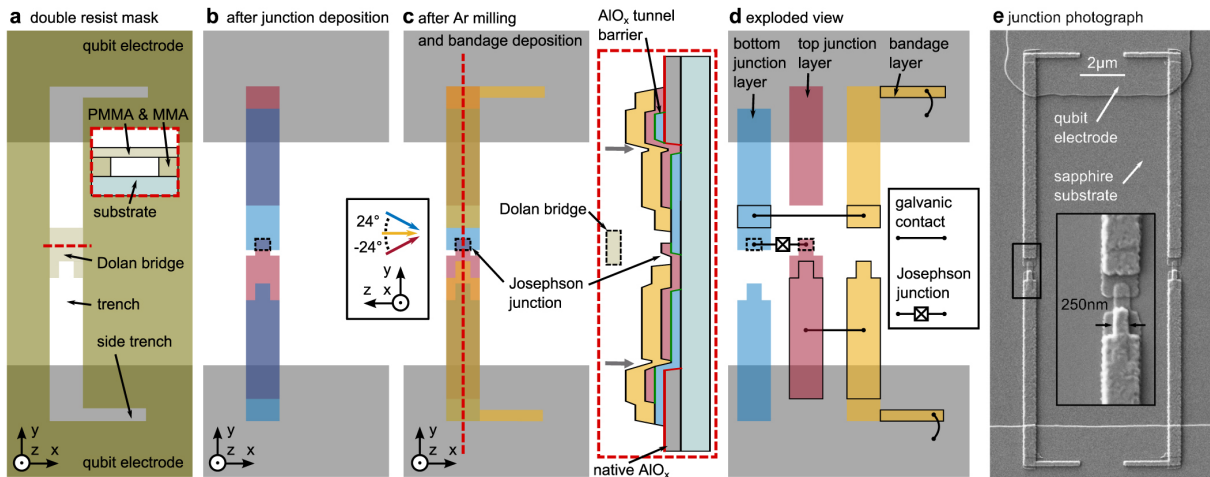 a double resist mask
qubit electrode
PMMA & MMA
substrate
Dolan bridge
trench
side trench
y
z x
qubit electrode
b after junction deposition
24°
-24°
y
z x
Josephson
junction
y
z x
c after Ar milling
and bandage deposition
AlOx tunnel
barrier
Dolan bridge
y
z x
native AlOx
d exploded view
bottom
junction
layer
top junction
layer
bandage
layer
galvanic
contact
Josephson
junction
e junction photograph
2μm
qubit
electrode
sapphire
substrate
250nm